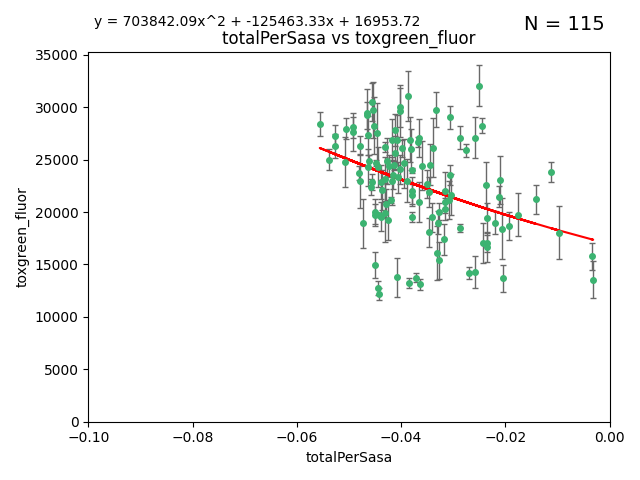 y = 703842.09x^2 + -125463.33x + 16953.72
N = 115
totalPerSasa vs toxgreen_fluor
35000
30000
25000
20000
15000
10000
5000
0
toxgreen_fluor
−0.10 −0.08 −0.06 −0.04 −0.02 0.00
totalPerSasa